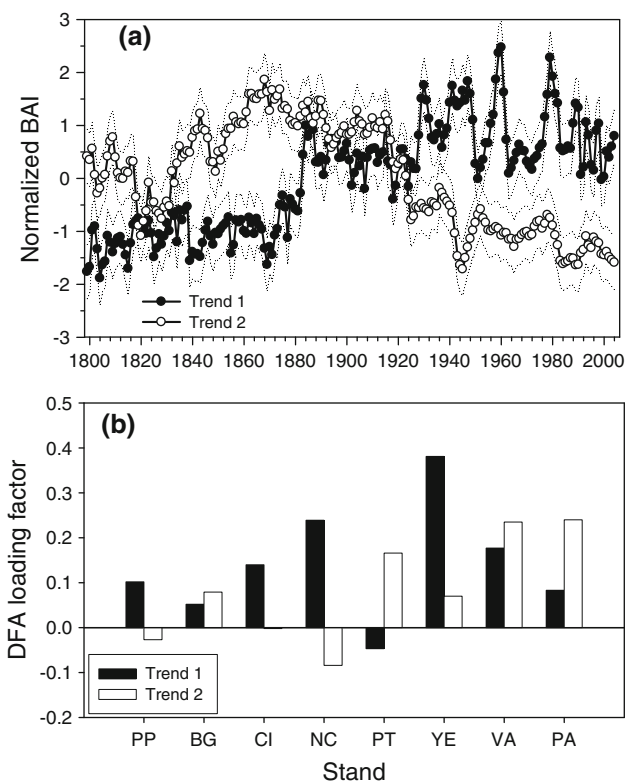 (a)
Normalized BAI
3
2
1
0
-1
-2
-3
Trend 1
Trend 2
1800 1820 1840 1860 1880 1900 1920 1940 1960 1980 2000
(b)
DFA loading factor
0.5
0.4
0.3
0.2
0.1
0.0
-0.1
-0.2
Trend 1
Trend 2
PP BG CI NC PT YE VA PA
Stand